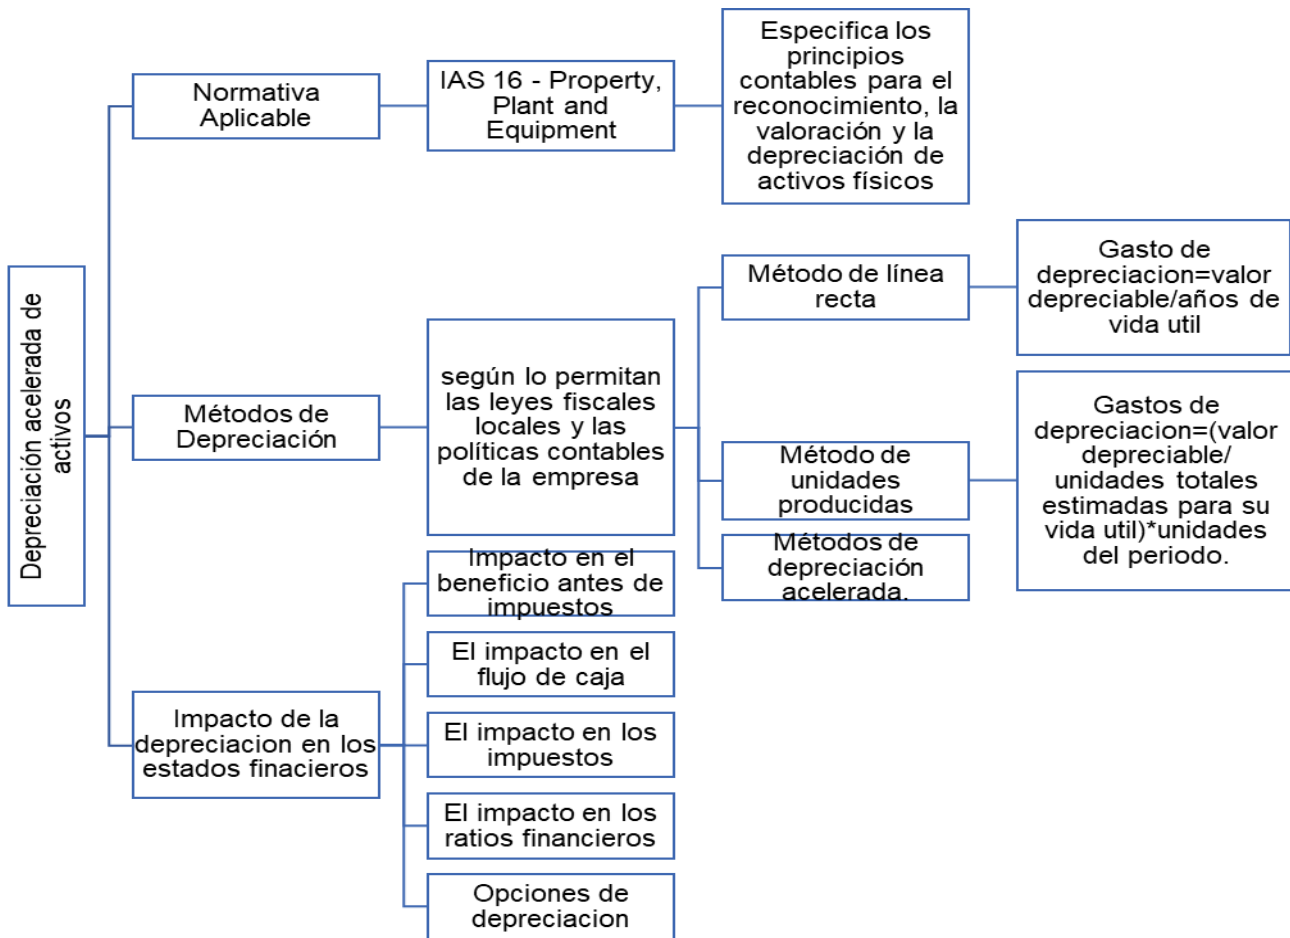 Depreciación acelerada de
activos
Normativa
Aplicable
IAS 16 - Property,
Plant and
Equipment
Especifica los
principios
contables para el
reconocimiento, la
valoración y la
depreciación de
activos físicos
Métodos de
Depreciación
según lo permitan
las leyes fiscales
locales y las
políticas contables
de la empresa
Método de línea
recta
Gasto de
depreciacion=valor
depreciable/años de
vida util
Método de
unidades
producidas
Gastos de
depreciacion=(valor
depreciable/
unidades totales
estimadas para su
vida util)*unidades
del periodo.
Métodos de
depreciación
acelerada.
Impacto de la
depreciacion en los
estados finacieros
Impacto en el
beneficio antes de
impuestos
El impacto en el
flujo de caja
El impacto en los
impuestos
El impacto en los
ratios financieros
Opciones de
depreciacion